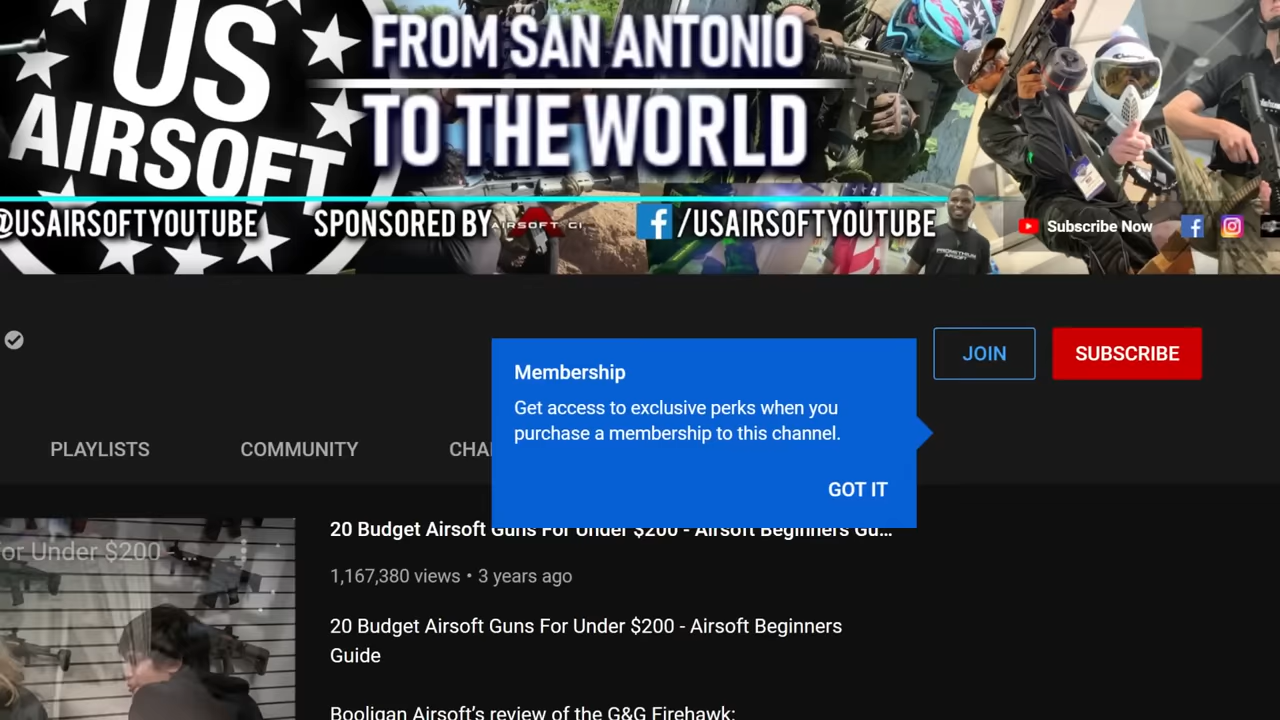 US
AIRSOFT
FROM SAN ANTONIO
TO THE WORLD
@USAIRSOFTYOUTUBE
SPONSORED BY AIRSOFT GI
/USAIRSOFTYOUTUBE
Subscribe Now
JOIN
SUBSCRIBE
Membership
Get access to exclusive perks when you
purchase a membership to this channel.
GOT IT
PLAYLISTS
COMMUNITY
CHA
20 Budget Airsoft Guns For Under $200 - Airsoft Beginners Gu...
or Under $200 - ...
1,167,380 views • 3 years ago
20 Budget Airsoft Guns For Under $200 - Airsoft Beginners
Guide
Booligan Airsoft's review of the G&G Firehawk: